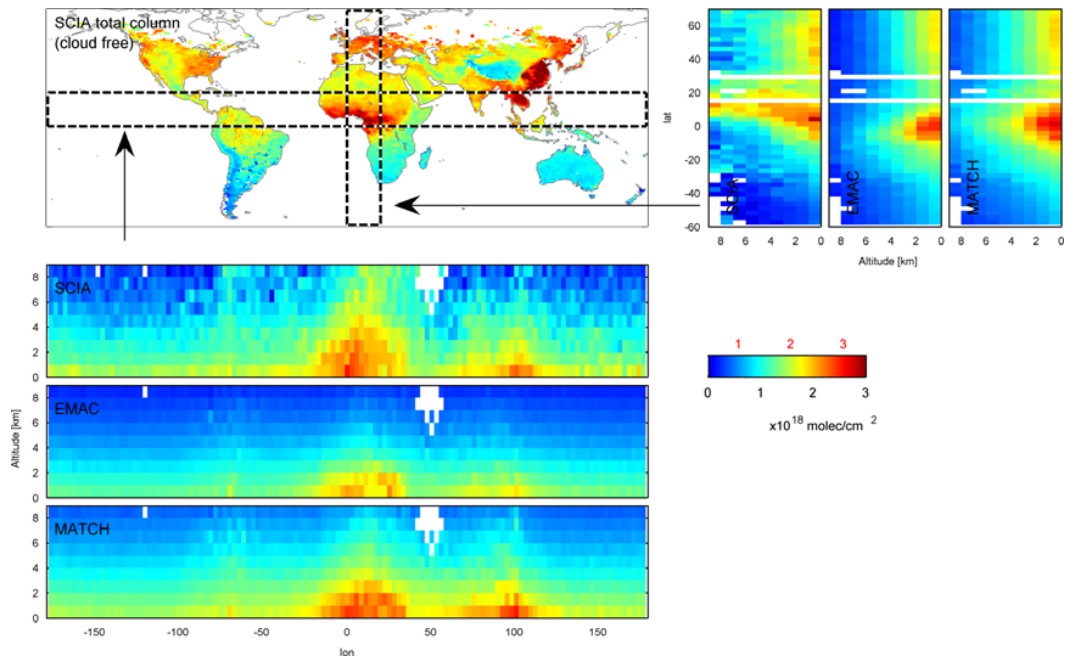 SCIA total column
(cloud free)
60
40
20
0
-20
-40
-60
lat
SCIA
EMAC
MATCH
8 6 4 2 0
8 6 4 2 0
8 6 4 2 0
Altitude [km]
SCIA
8
6
4
2
0
EMAC
8
6
4
2
0
Altitude [km]
MATCH
8
6
4
2
0
-150 -100 -50 0 50 100 150
lon
1 2 3
0 1 2 3
x10 18 molec/cm 2